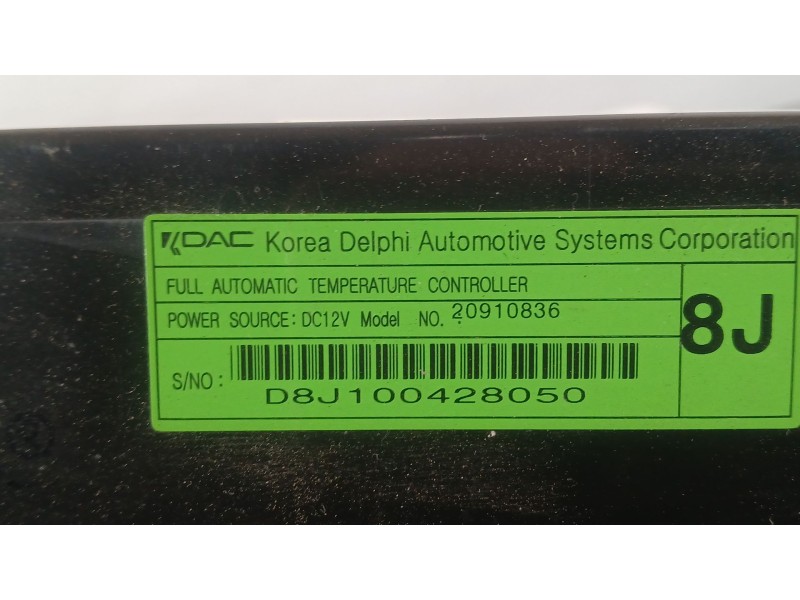 KDAC Korea Delphi Automotive Systems Corporation
FULL AUTOMATIC TEMPERATURE CONTROLLER
POWER SOURCE: DC12V Model NO. 20910836
8J
S/NO :
D8J100428050